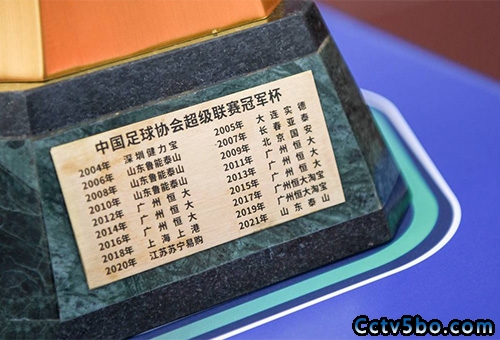 中国足球协会超级联赛冠军杯
2004年 深圳健力宝 2005年 大连实德
2006年 山东鲁能泰山 2007年 长春亚泰
2008年 山东鲁能泰山 2009年 北京国安
2010年 山东鲁能泰山 2011年 广州恒大
2012年 广州恒大 2013年 广州恒大
2014年 广州恒大 2015年 广州恒大淘宝
2016年 广州恒大 2017年 广州恒大淘宝
2018年 上海上港 2019年 广州恒大淘宝
2020年 江苏苏宁易购 2021年 山东泰山
Cctv5bo.com